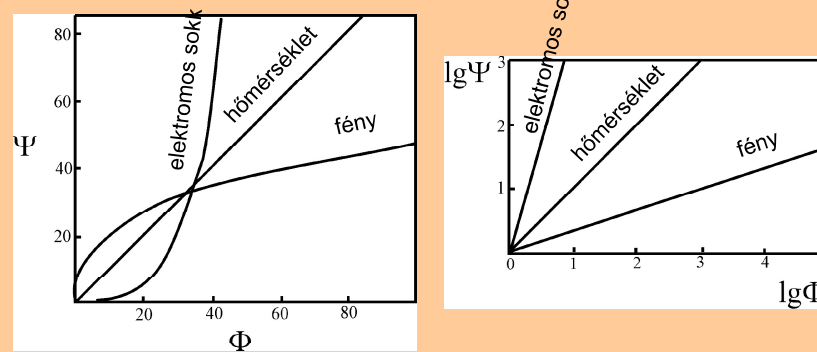 80
60
40
20
Ψ
elektromos sokk
hőmérséklet
fény
20 40 60 80
Φ
lgΨ
3
2
1
elektromos so
hőmérséklet
fény
0 1 2 3 4
lgΦ